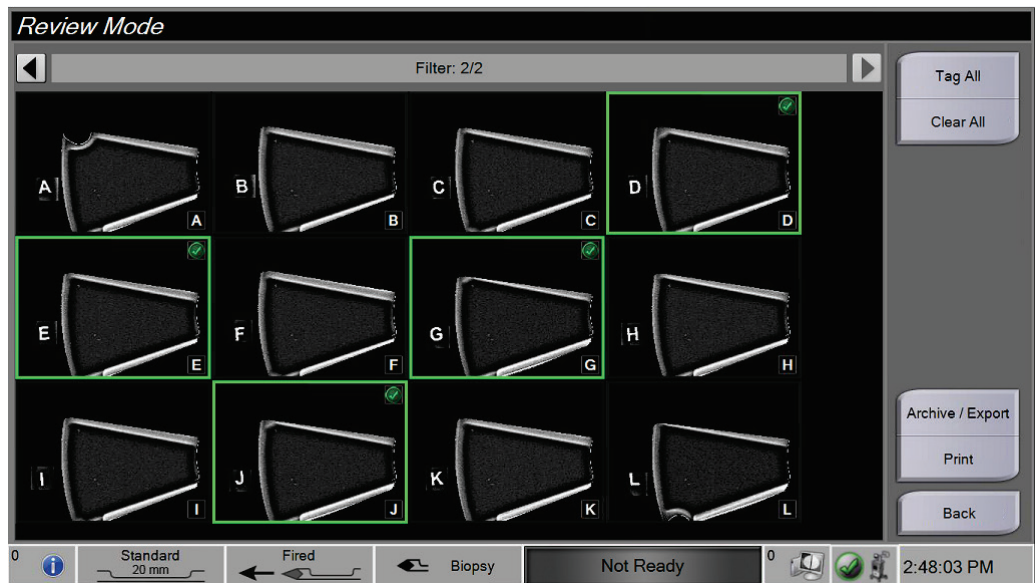 Review Mode
Filter: 2/2
Tag All
Clear All
A A
B B
C C
D D
E E
F F
G G
H H
I I
J J
K K
L L
Archive / Export
Print
Back
0
Standard
20 mm
Fired
Biopsy
Not Ready
0
2:48:03 PM